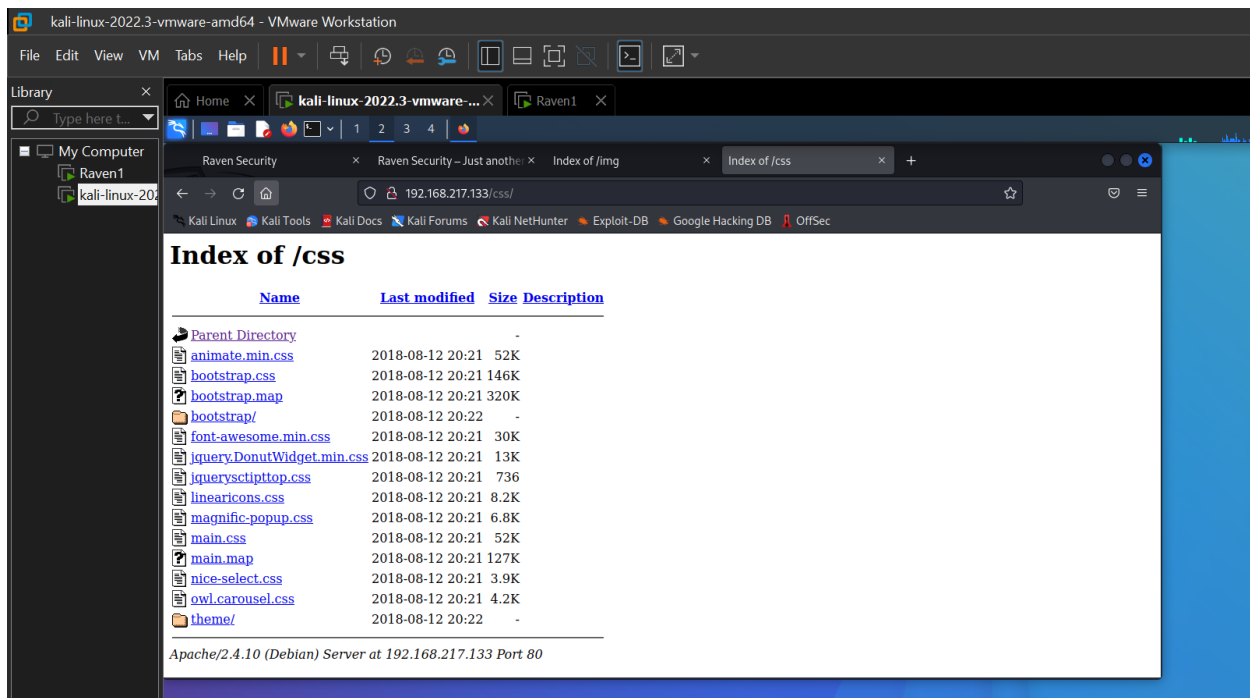 kali-linux-2022.3-vmware-amd64 - VMware Workstation
File Edit View VM Tabs Help
Library
Home kali-linux-2022.3-vmware-... Raven1
Type here t...
1 2 3 4
My Computer
Raven1
kali-linux-202
Raven Security Raven Security – Just another Index of /img Index of /css
192.168.217.133/css/
Kali Linux Kali Tools Kali Docs Kali Forums Kali NetHunter Exploit-DB Google Hacking DB OffSec
Index of /css
Name Last modified Size Description
Parent Directory -
animate.min.css 2018-08-12 20:21 52K
bootstrap.css 2018-08-12 20:21 146K
bootstrap.map 2018-08-12 20:21 320K
bootstrap/ 2018-08-12 20:22 -
font-awesome.min.css 2018-08-12 20:21 30K
jquery.DonutWidget.min.css 2018-08-12 20:21 13K
jquerysctipttop.css 2018-08-12 20:21 736
linearicons.css 2018-08-12 20:21 8.2K
magnific-popup.css 2018-08-12 20:21 6.8K
main.css 2018-08-12 20:21 52K
main.map 2018-08-12 20:21 127K
nice-select.css 2018-08-12 20:21 3.9K
owl.carousel.css 2018-08-12 20:21 4.2K
theme/ 2018-08-12 20:22 -
Apache/2.4.10 (Debian) Server at 192.168.217.133 Port 80